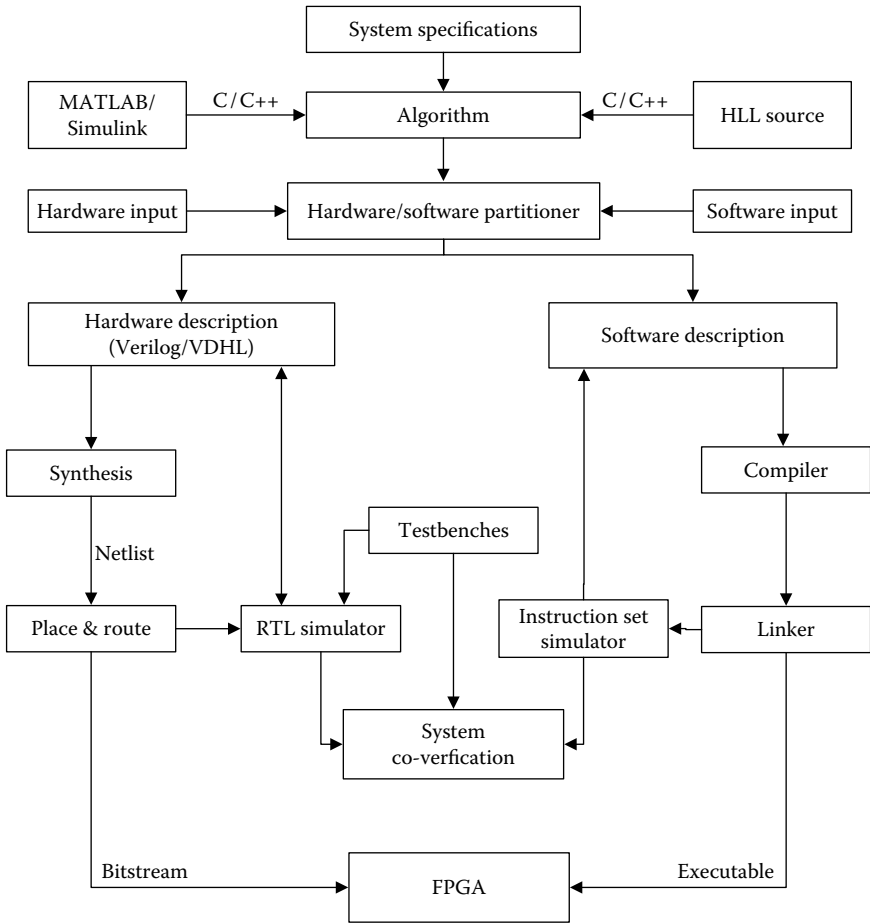 System specifications
MATLAB/
Simulink
C/C++
Algorithm
C/C++
HLL source
Hardware input
Hardware/software partitioner
Software input
Hardware description
(Verilog/VDHL)
Software description
Synthesis
Compiler
Netlist
Testbenches
Place & route
RTL simulator
Instruction set
simulator
Linker
System
co-verfication
Bitstream
FPGA
Executable